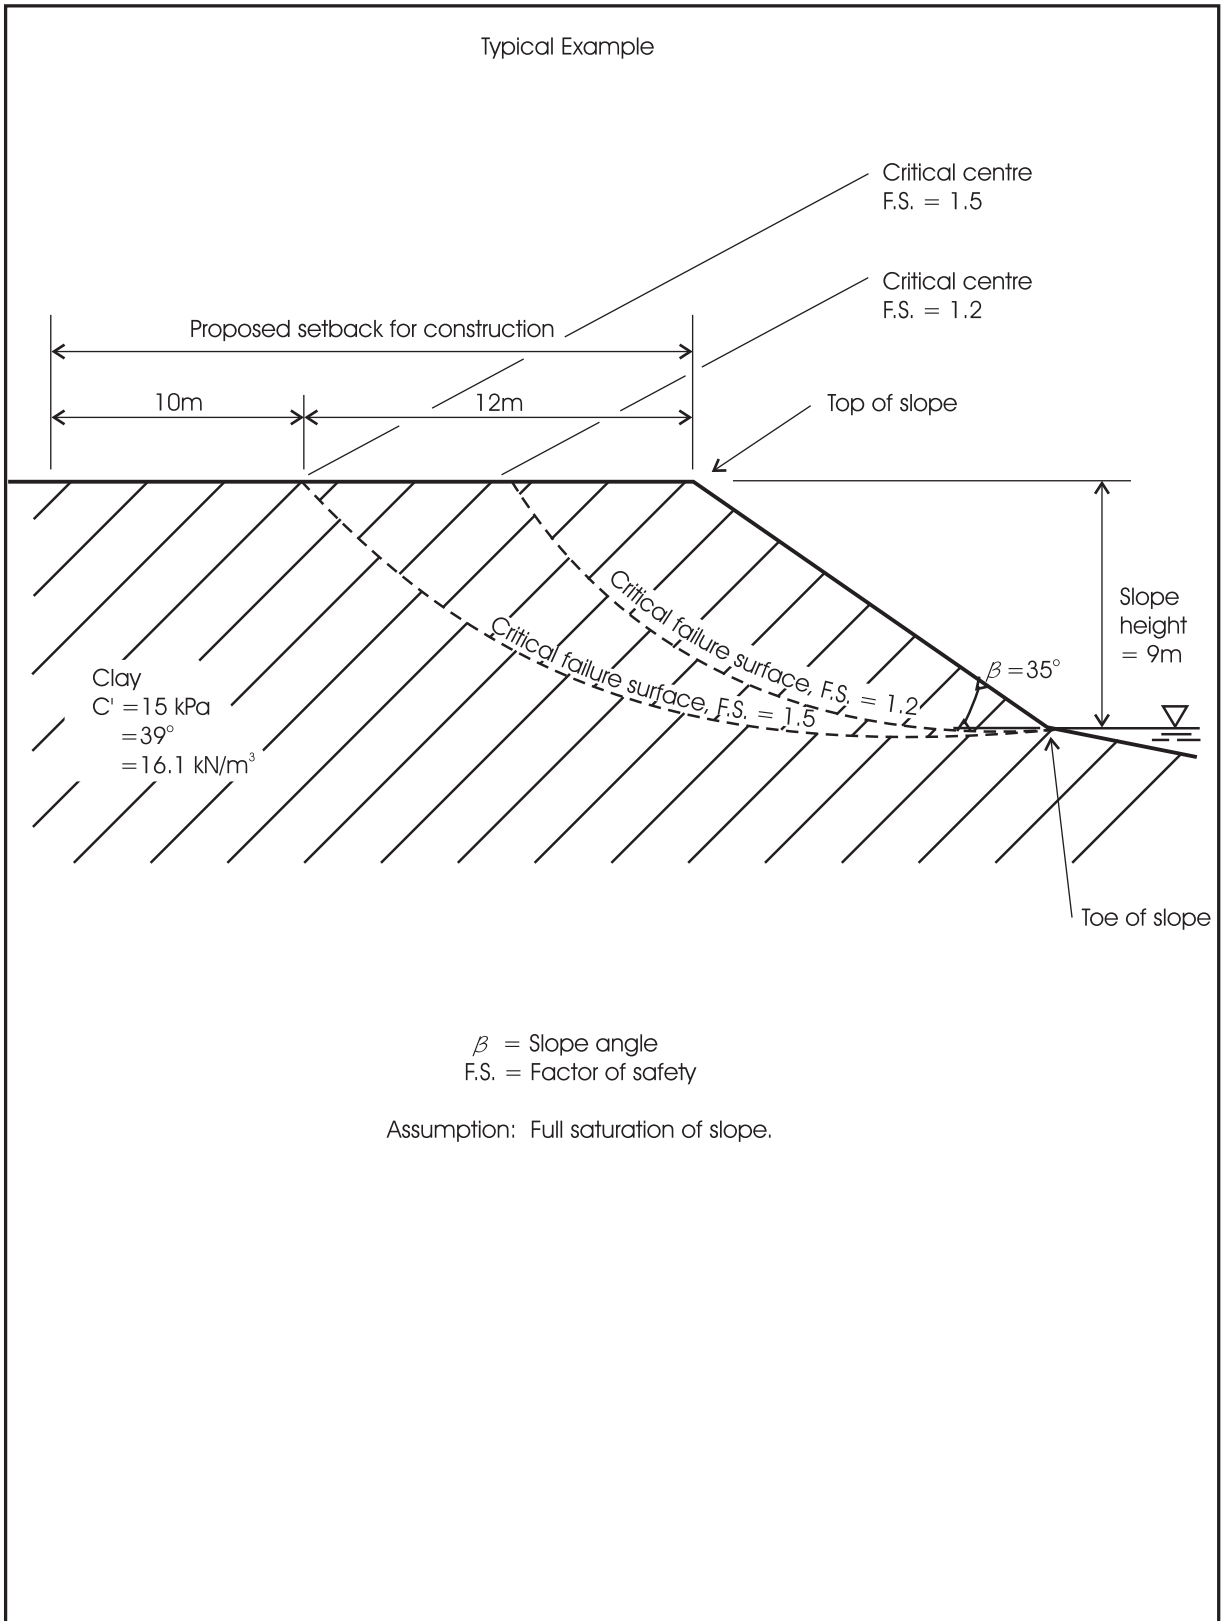 Typical Example
Critical centre
F.S. = 1.5
Critical centre
F.S. = 1.2
Proposed setback for construction
10m
12m
Top of slope
Slope
height
= 9m
β =35°
Critical failure surface, F.S. = 1.2
Critical failure surface, F.S. = 1.5
Clay
C' =15 kPa
=39°
=16.1 kN/m³
Toe of slope
β = Slope angle
F.S. = Factor of safety
Assumption: Full saturation of slope.